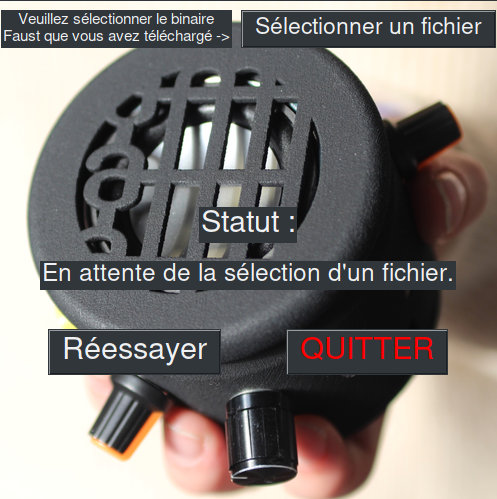 Veuillez sélectionner le binaire
Faust que vous avez téléchargé ->
Sélectionner un fichier
Statut :
En attente de la sélection d'un fichier.
Réessayer
QUITTER